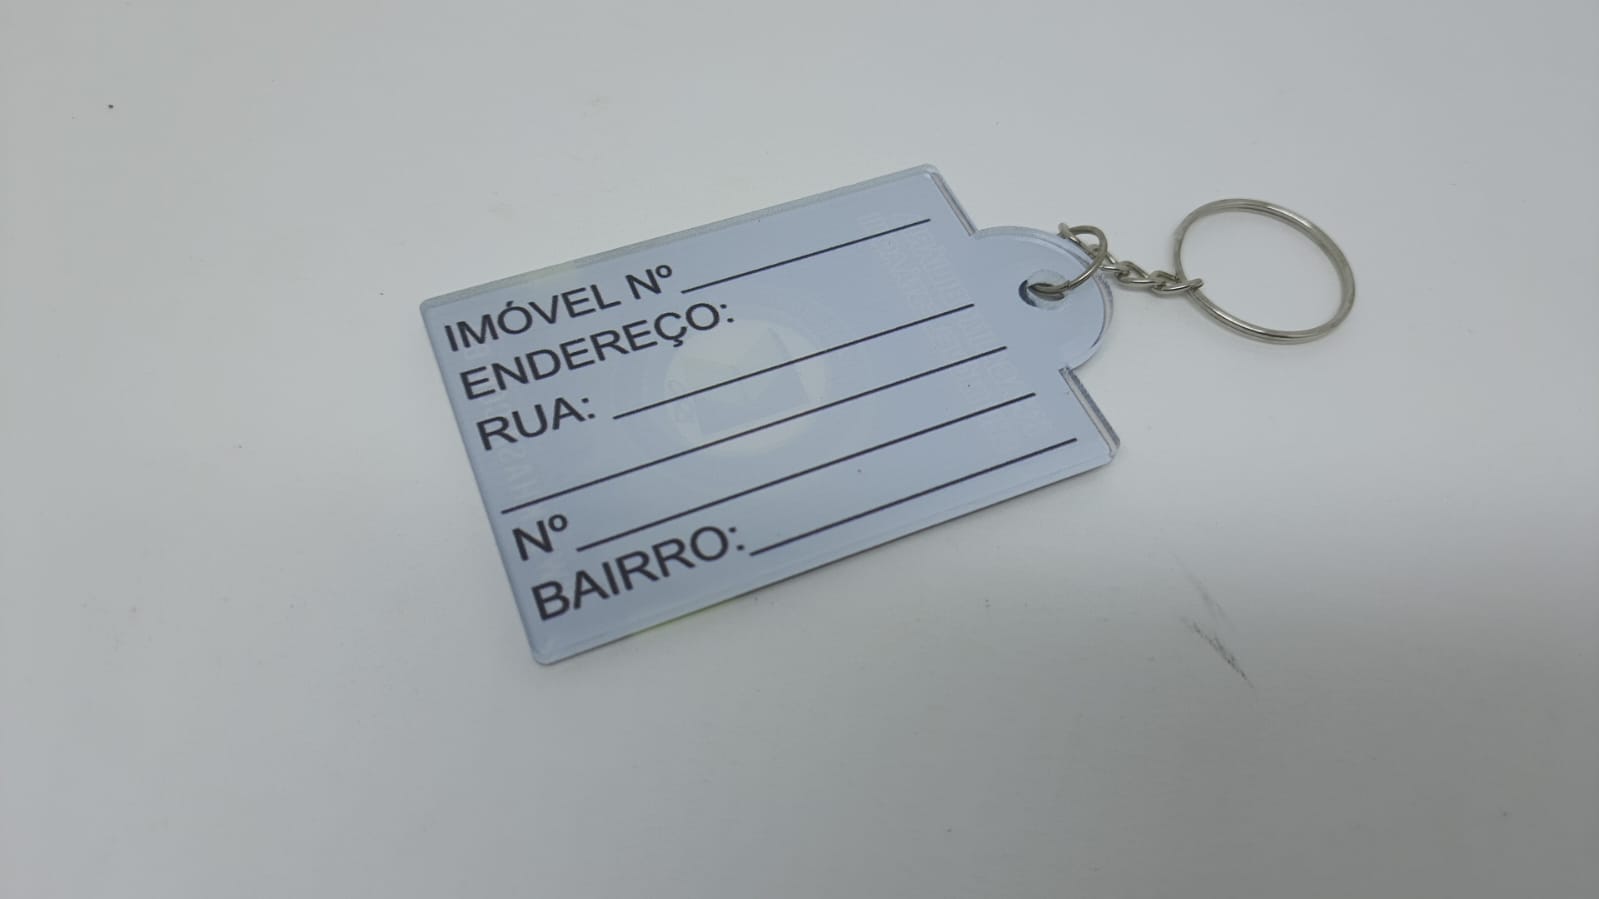 IMÓVEL Nº
ENDEREÇO:
RUA:
Nº
BAIRRO: